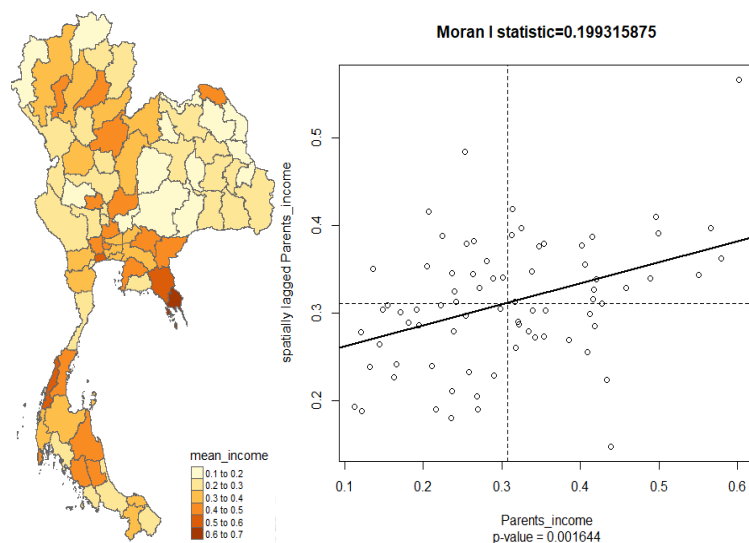 Moran I statistic=0.199315875
spatially lagged Parents_income
0.5
0.4
0.3
0.2
0.1 0.2 0.3 0.4 0.5 0.6
Parents_income
p-value = 0.001644
mean_income
0.1 to 0.2
0.2 to 0.3
0.3 to 0.4
0.4 to 0.5
0.5 to 0.6
0.6 to 0.7